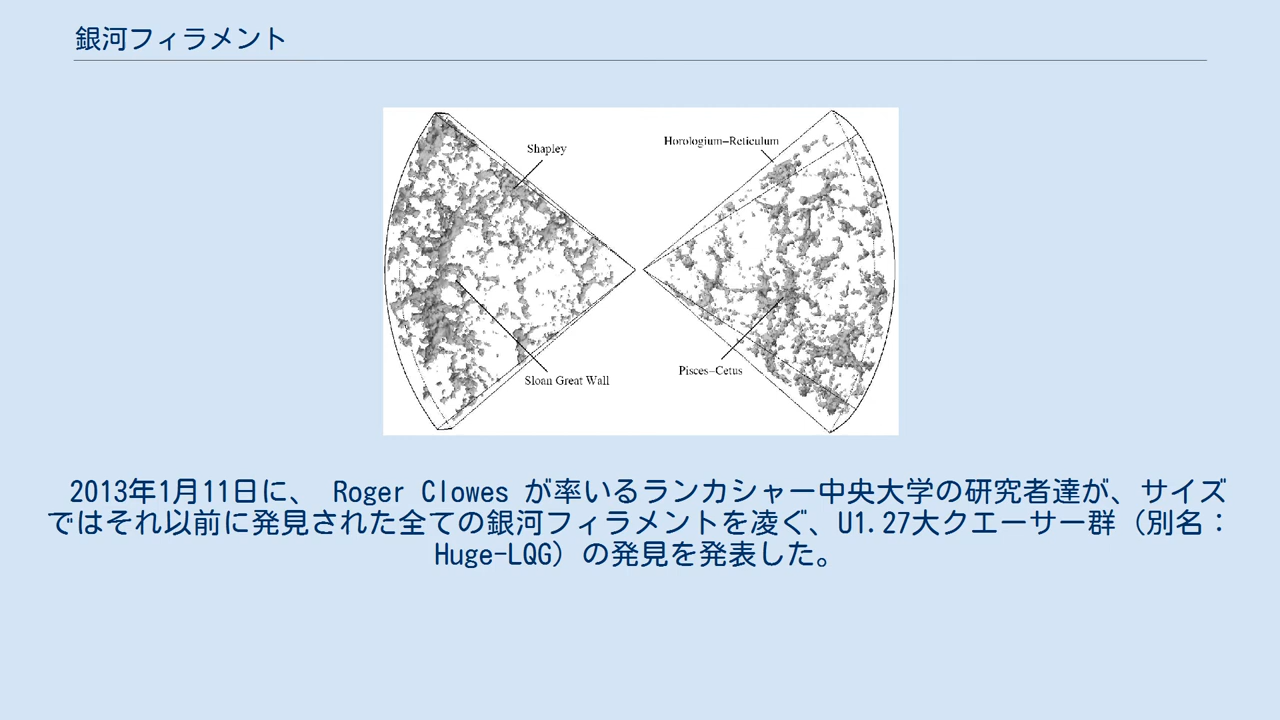 銀河フィラメント
Shapley
Horologium-Reticulum
Sloan Great Wall
Pisces-Cetus
2013年1月11日に、 Roger Clowes が率いるランカシャー中央大学の研究者達が、サイズ
ではそれ以前に発見された全ての銀河フィラメントを凌ぐ、U1.27大クエーサー群（別名：
Huge-LQG）の発見を発表した。